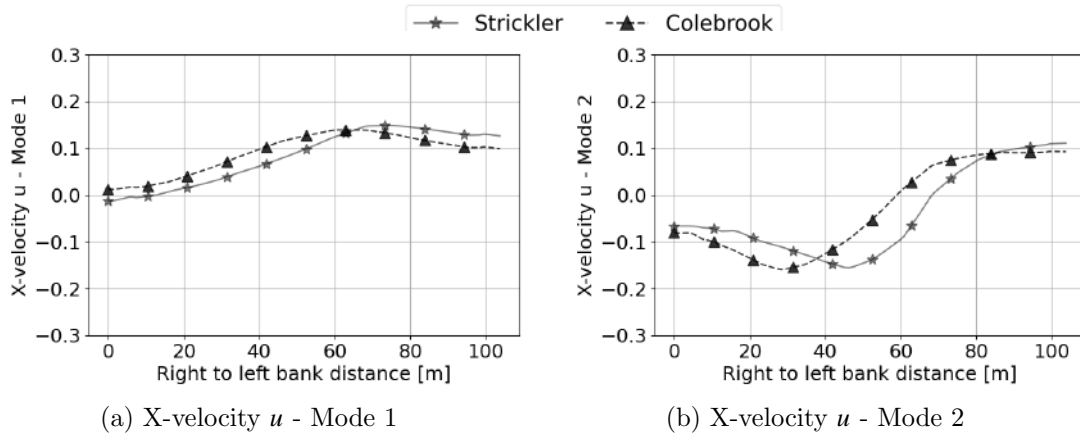 Strickler Colebrook
0.3
0.2
0.1
0.0
−0.1
−0.2
−0.3
X-velocity u - Mode 1
0 20 40 60 80 100
Right to left bank distance [m]
(a) X-velocity u - Mode 1
0.3
0.2
0.1
0.0
−0.1
−0.2
−0.3
X-velocity u - Mode 2
0 20 40 60 80 100
Right to left bank distance [m]
(b) X-velocity u - Mode 2